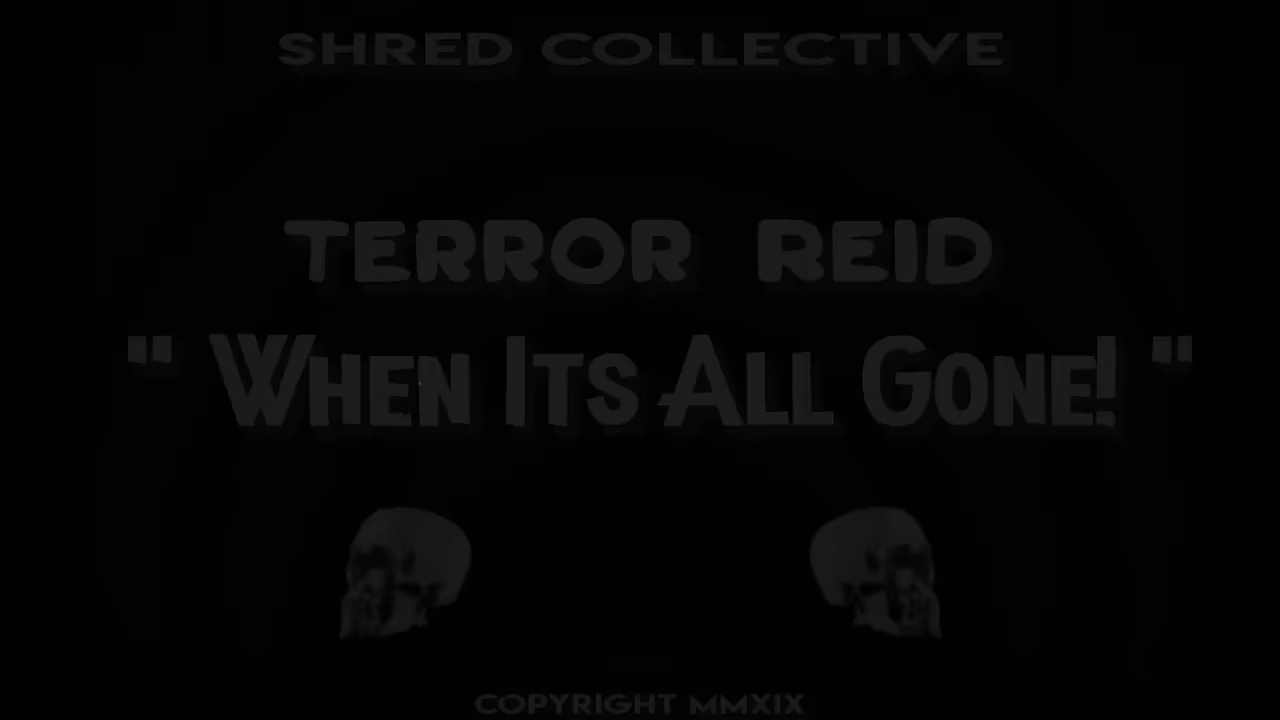 SHRED COLLECTIVE
TERROR REID
" WHEN ITS ALL GONE! "
COPYRIGHT MMXIX